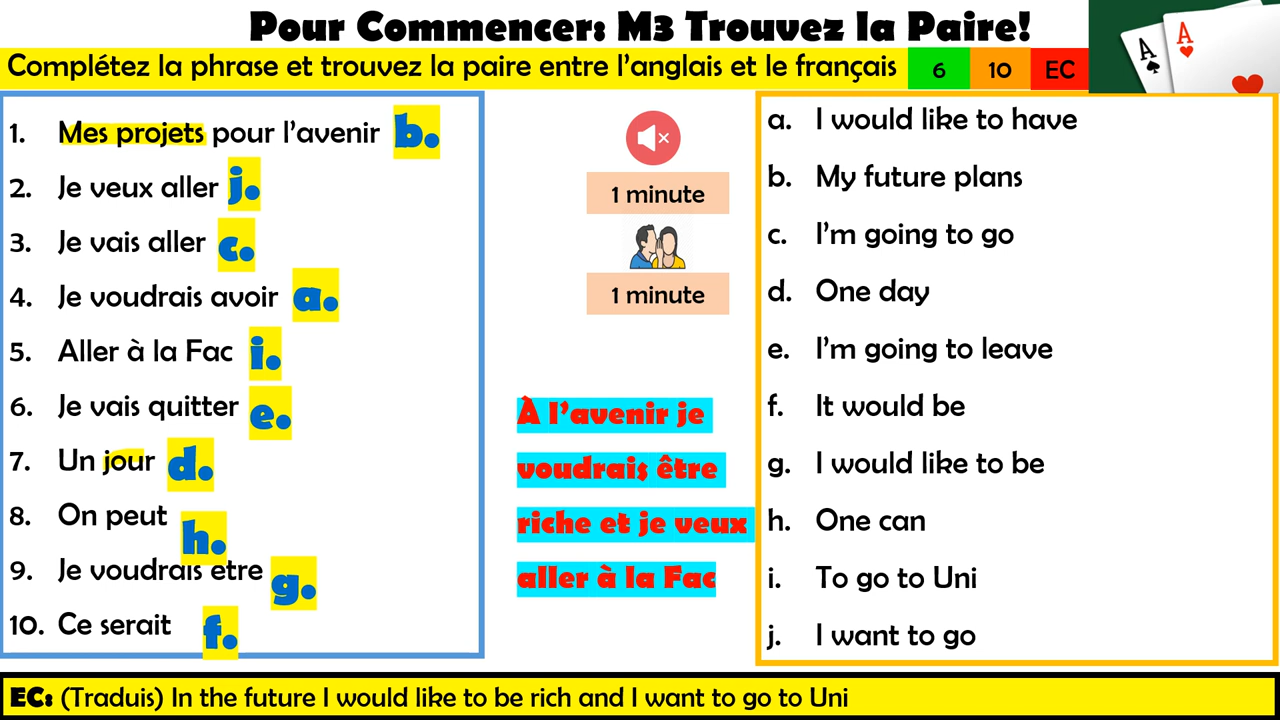 Pour Commencer: M3 Trouvez la Paire!
Complétez la phrase et trouvez la paire entre l’anglais et le français 6 10 EC
A A
1. Mes projets pour l’avenir b.
2. Je veux aller j.
3. Je vais aller c.
4. Je voudrais avoir a.
5. Aller à la Fac i.
6. Je vais quitter e.
7. Un jour d.
8. On peut h.
9. Je voudrais etre g.
10. Ce serait f.
1 minute
1 minute
À l’avenir je
voudrais être
riche et je veux
aller à la Fac
a. I would like to have
b. My future plans
c. I’m going to go
d. One day
e. I’m going to leave
f. It would be
g. I would like to be
h. One can
i. To go to Uni
j. I want to go
EC: (Traduis) In the future I would like to be rich and I want to go to Uni